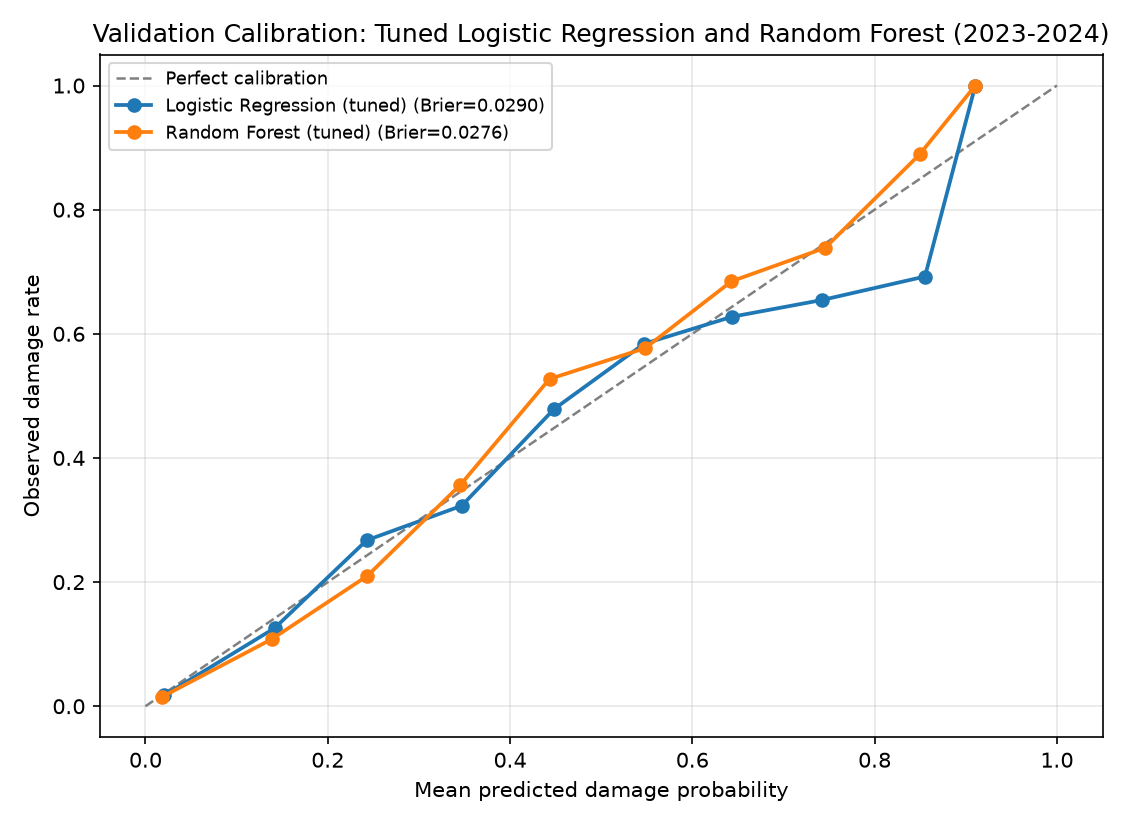 Validation Calibration: Tuned Logistic Regression and Random Forest (2023-2024)
Perfect calibration
Logistic Regression (tuned) (Brier=0.0290)
Random Forest (tuned) (Brier=0.0276)
1.0
0.8
0.6
0.4
0.2
0.0
Observed damage rate
0.0 0.2 0.4 0.6 0.8 1.0
Mean predicted damage probability